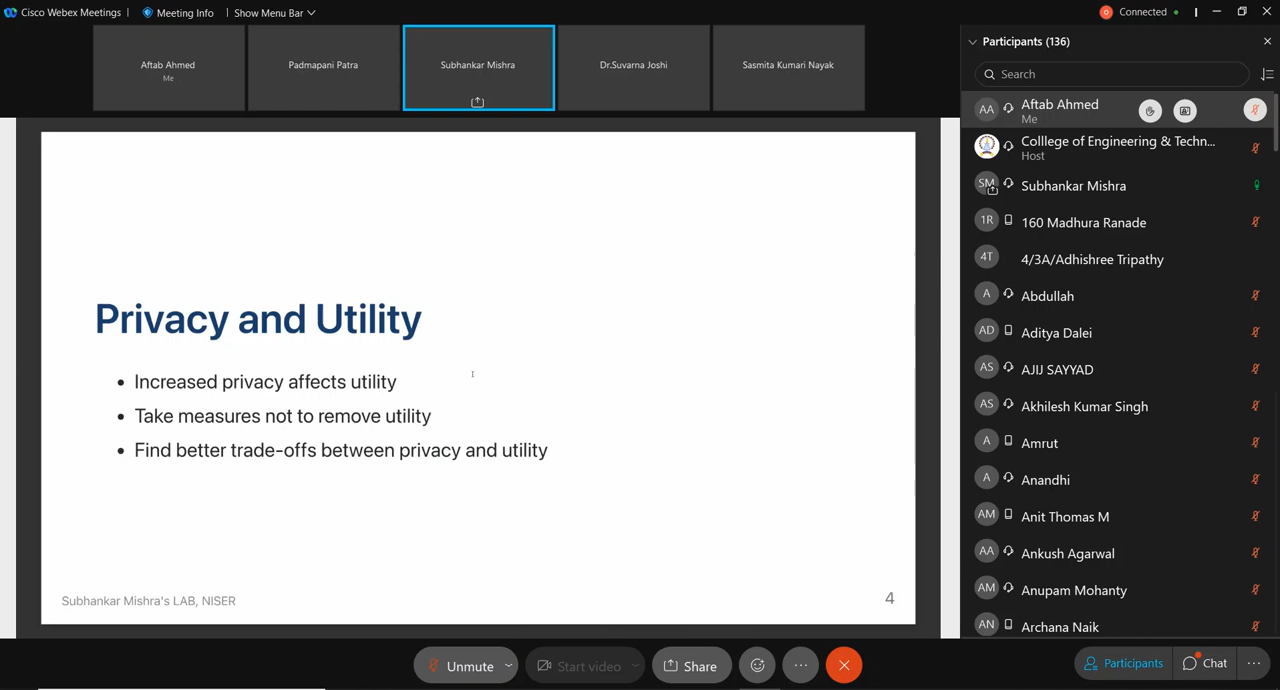 Cisco Webex Meetings
Meeting Info
Show Menu Bar
Connected
Aftab Ahmed
Me
Padmapani Patra
Subhankar Mishra
Dr.Suvarna Joshi
Sasmita Kumari Nayak
Privacy and Utility
• Increased privacy affects utility
• Take measures not to remove utility
• Find better trade-offs between privacy and utility
Subhankar Mishra's LAB, NISER
4
Participants (136)
Search
AA Aftab Ahmed
Me
Colllege of Engineering & Techn...
Host
SM Subhankar Mishra
1R 160 Madhura Ranade
4T 4/3A/Adhishree Tripathy
A Abdullah
AD Aditya Dalei
AS AJIJ SAYYAD
AS Akhilesh Kumar Singh
A Amrut
A Anandhi
AM Anit Thomas M
AA Ankush Agarwal
AM Anupam Mohanty
AN Archana Naik
Unmute
Start video
Share
Participants
Chat